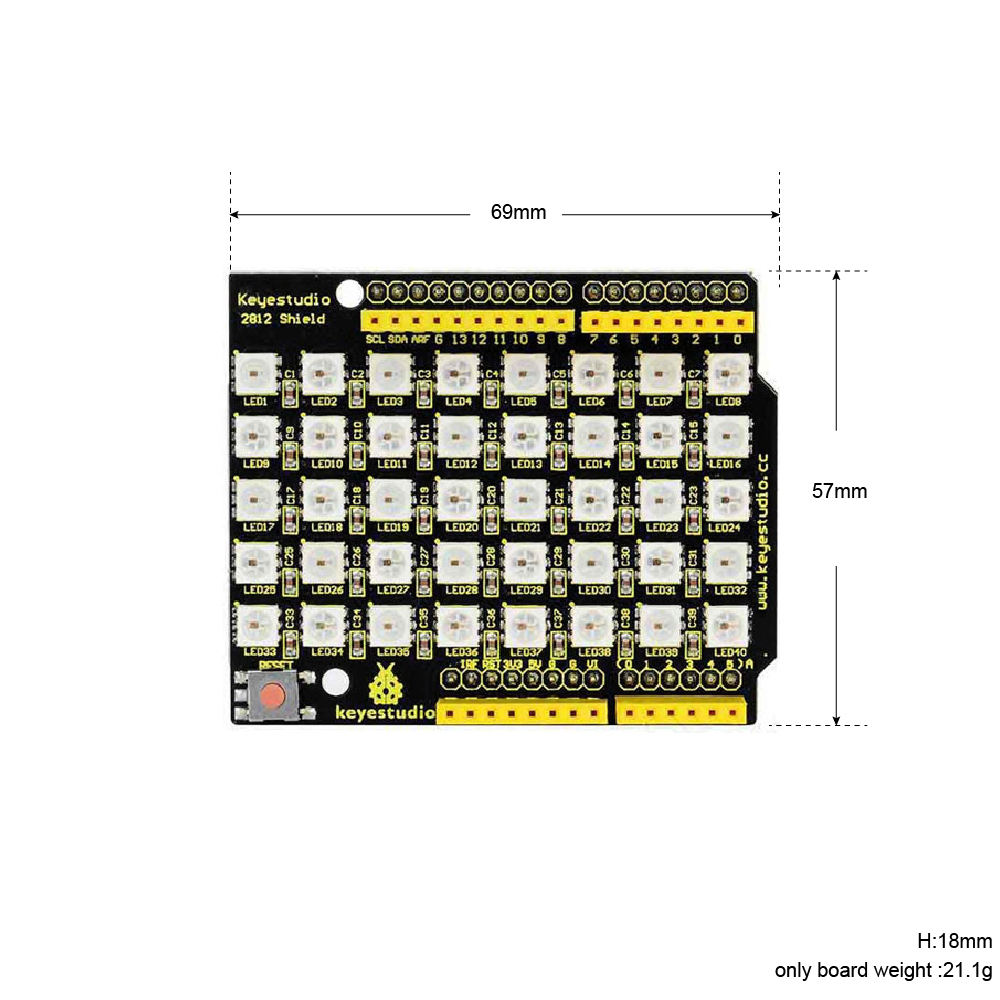 69mm
Keyestudio
2812 Shield
SCL SDA ARF G 13 12 11 10 9 8 7 6 5 4 3 2 1 0
C1 C2 C3 C4 C5 C6 C7
LED1 LED2 LED3 LED4 LED5 LED6 LED7 LED8
C9 C10 C11 C12 C13 C14 C15
LED9 LED10 LED11 LED12 LED13 LED14 LED15 LED16
www.keyestudio.cc
57mm
C17 C18 C19 C20 C21 C22 C23
LED17 LED18 LED19 LED20 LED21 LED22 LED23 LED24
C25 C26 C27 C28 C29 C30 C31
LED25 LED26 LED27 LED28 LED29 LED30 LED31 LED32
C33 C34 C35 C36 C37 C38 C39
LED33 LED34 LED35 LED36 LED37 LED38 LED39 LED40
RESET
IRF RST 3V3 5V G G VI (0 1 2 3 4 5)A
keyestudio
H:18mm
only board weight :21.1g